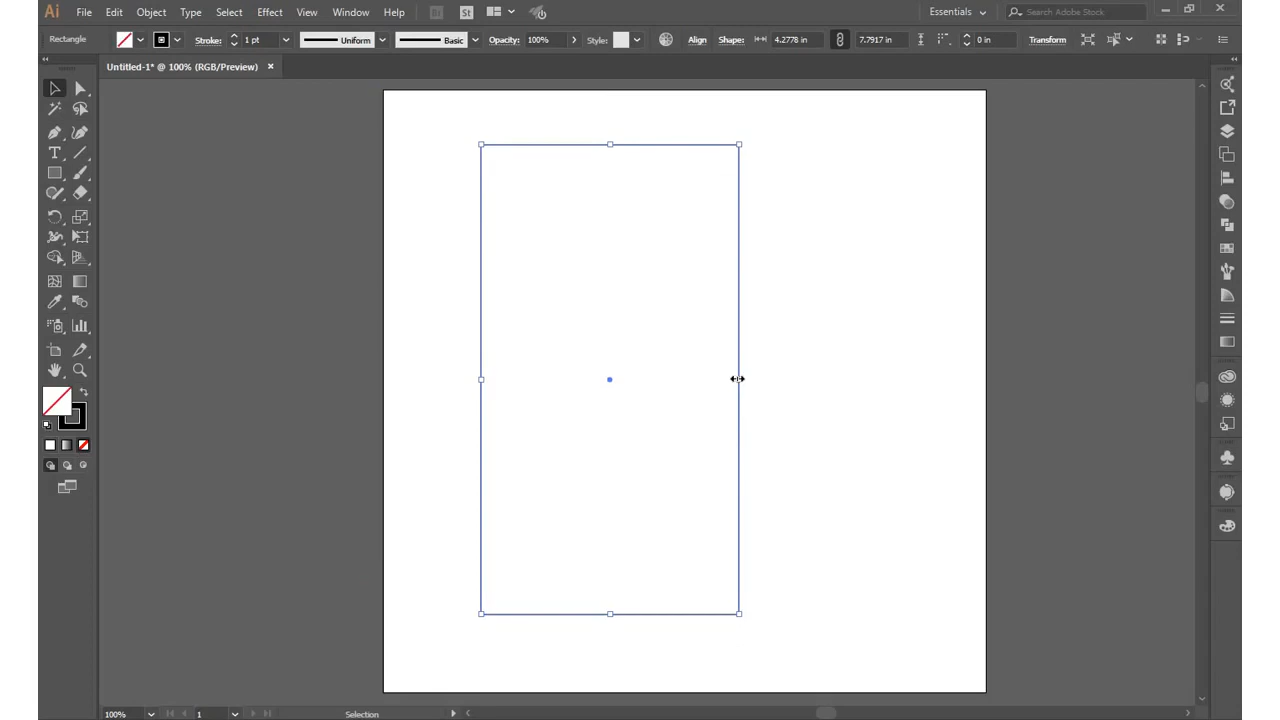 Ai File Edit Object Type Select Effect Window View Help Br St Essentials Search Adobe Stock
Rectangle Stroke: 1 pt Uniform Basic Opacity: 100% Style: Align Shape: 4.2778 in 7.7917 in 0 in Transform
Untitled-1* @ 100% (RGB/Preview) ×
T
100% 1 Selection